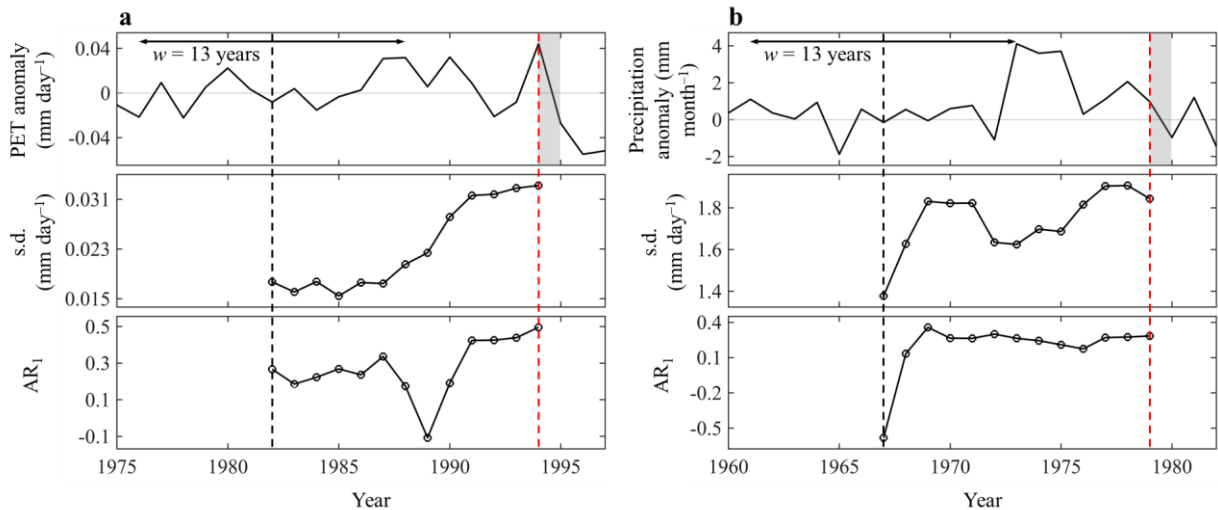 a
w = 13 years
PET anomaly
(mm day⁻¹)
0.04
0
-0.04
s.d.
(mm day⁻¹)
0.031
0.023
0.015
AR₁
0.5
0.3
0.1
-0.1
1975 1980 1985 1990 1995
Year
b
w = 13 years
Precipitation
anomaly (mm
month⁻¹)
4
2
0
-2
s.d.
(mm day⁻¹)
1.8
1.6
1.4
AR₁
0.4
0.1
-0.2
-0.5
1960 1965 1970 1975 1980
Year